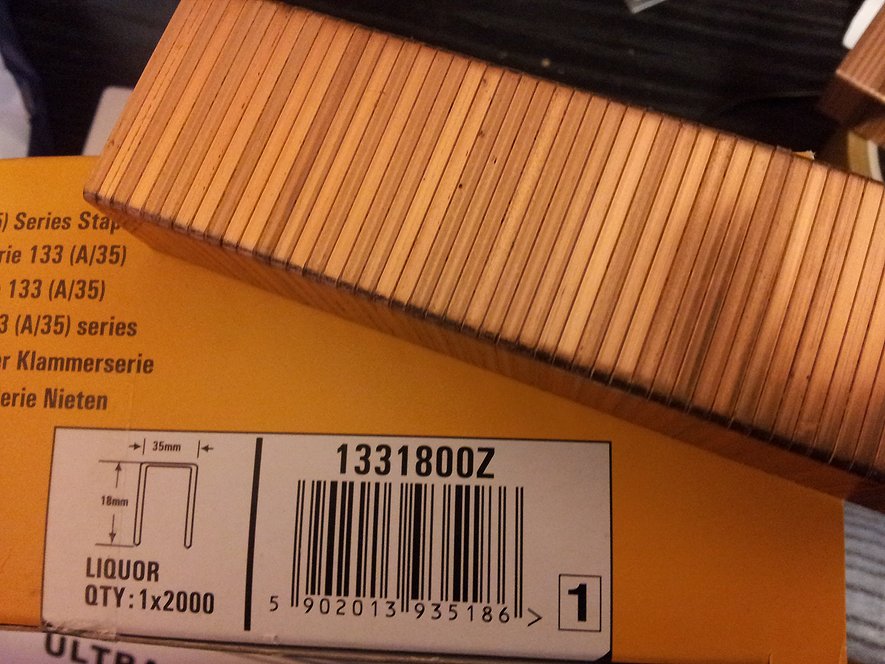 ) Series Stap
rie 133 (A/35)
133 (A/35)
3 (A/35) series
r Klammerserie
erie Nieten
35mm
18mm
LIQUOR
QTY:1x2000
1331800Z
5 902013 935186 >
1
ULTRA